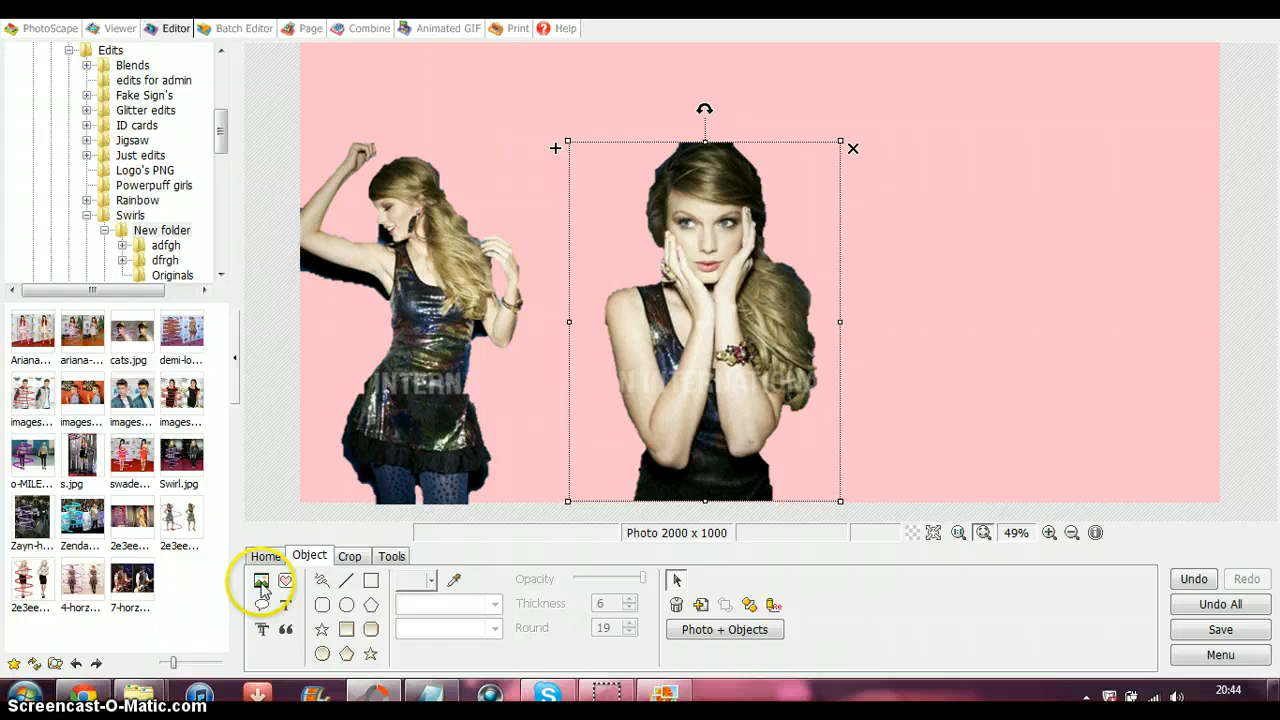 PhotoScape Viewer Editor Batch Editor Page Combine Animated GIF Print Help
Edits
Blends
edits for admin
Fake Sign's
Glitter edits
ID cards
Jigsaw
Just edits
Logo's PNG
Powerpuff girls
Rainbow
Swirls
New folder
adfgh
dfrgh
Originals
Ariana... ariana-... cats.jpg demi-lo...
images... images... images... images...
o-MILE... s.jpg swade... Swirl.jpg
Zayn-h... Zenda... 2e3ee... 2e3ee...
2e3ee... 4-horz... 7-horz...
INTERN
Photo 2000 x 1000
49%
Home Object Crop Tools
Opacity
Thickness 6
Round 19
Photo + Objects
Undo Redo
Undo All
Save
Menu
20:44
Screencast-O-Matic.com